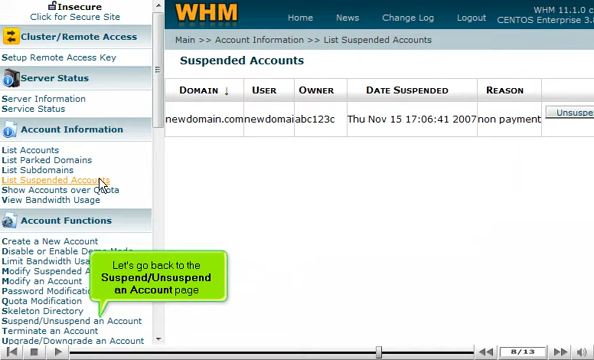 Insecure
Click for Secure Site
WHM
Home
News
Change Log
Logout
WHM 11.1.0
CENTOS Enterprise 3.
Main >> Account Information >> List Suspended Accounts
Cluster/Remote Access
Setup Remote Access Key
Server Status
Server Information
Service Status
Account Information
List Accounts
List Parked Domains
List Subdomains
List Suspended Accounts
Show Accounts over Quota
View Bandwidth Usage
Account Functions
Create a New Account
Disable or Enable Demo Mode
Limit Bandwidth Us
Modify Suspended A
Modify an Account
Password Modificatio
Quota Modification
Skeleton Directory
Suspend/Unsuspend an Account
Terminate an Account
Upgrade/Downgrade an Account
Suspended Accounts
DOMAIN ↓ USER OWNER DATE SUSPENDED REASON
newdomain.com newdomai abc123c Thu Nov 15 17:06:41 2007 non payment Unsuspe
Let's go back to the
Suspend/Unsuspend
an Account page
8/13